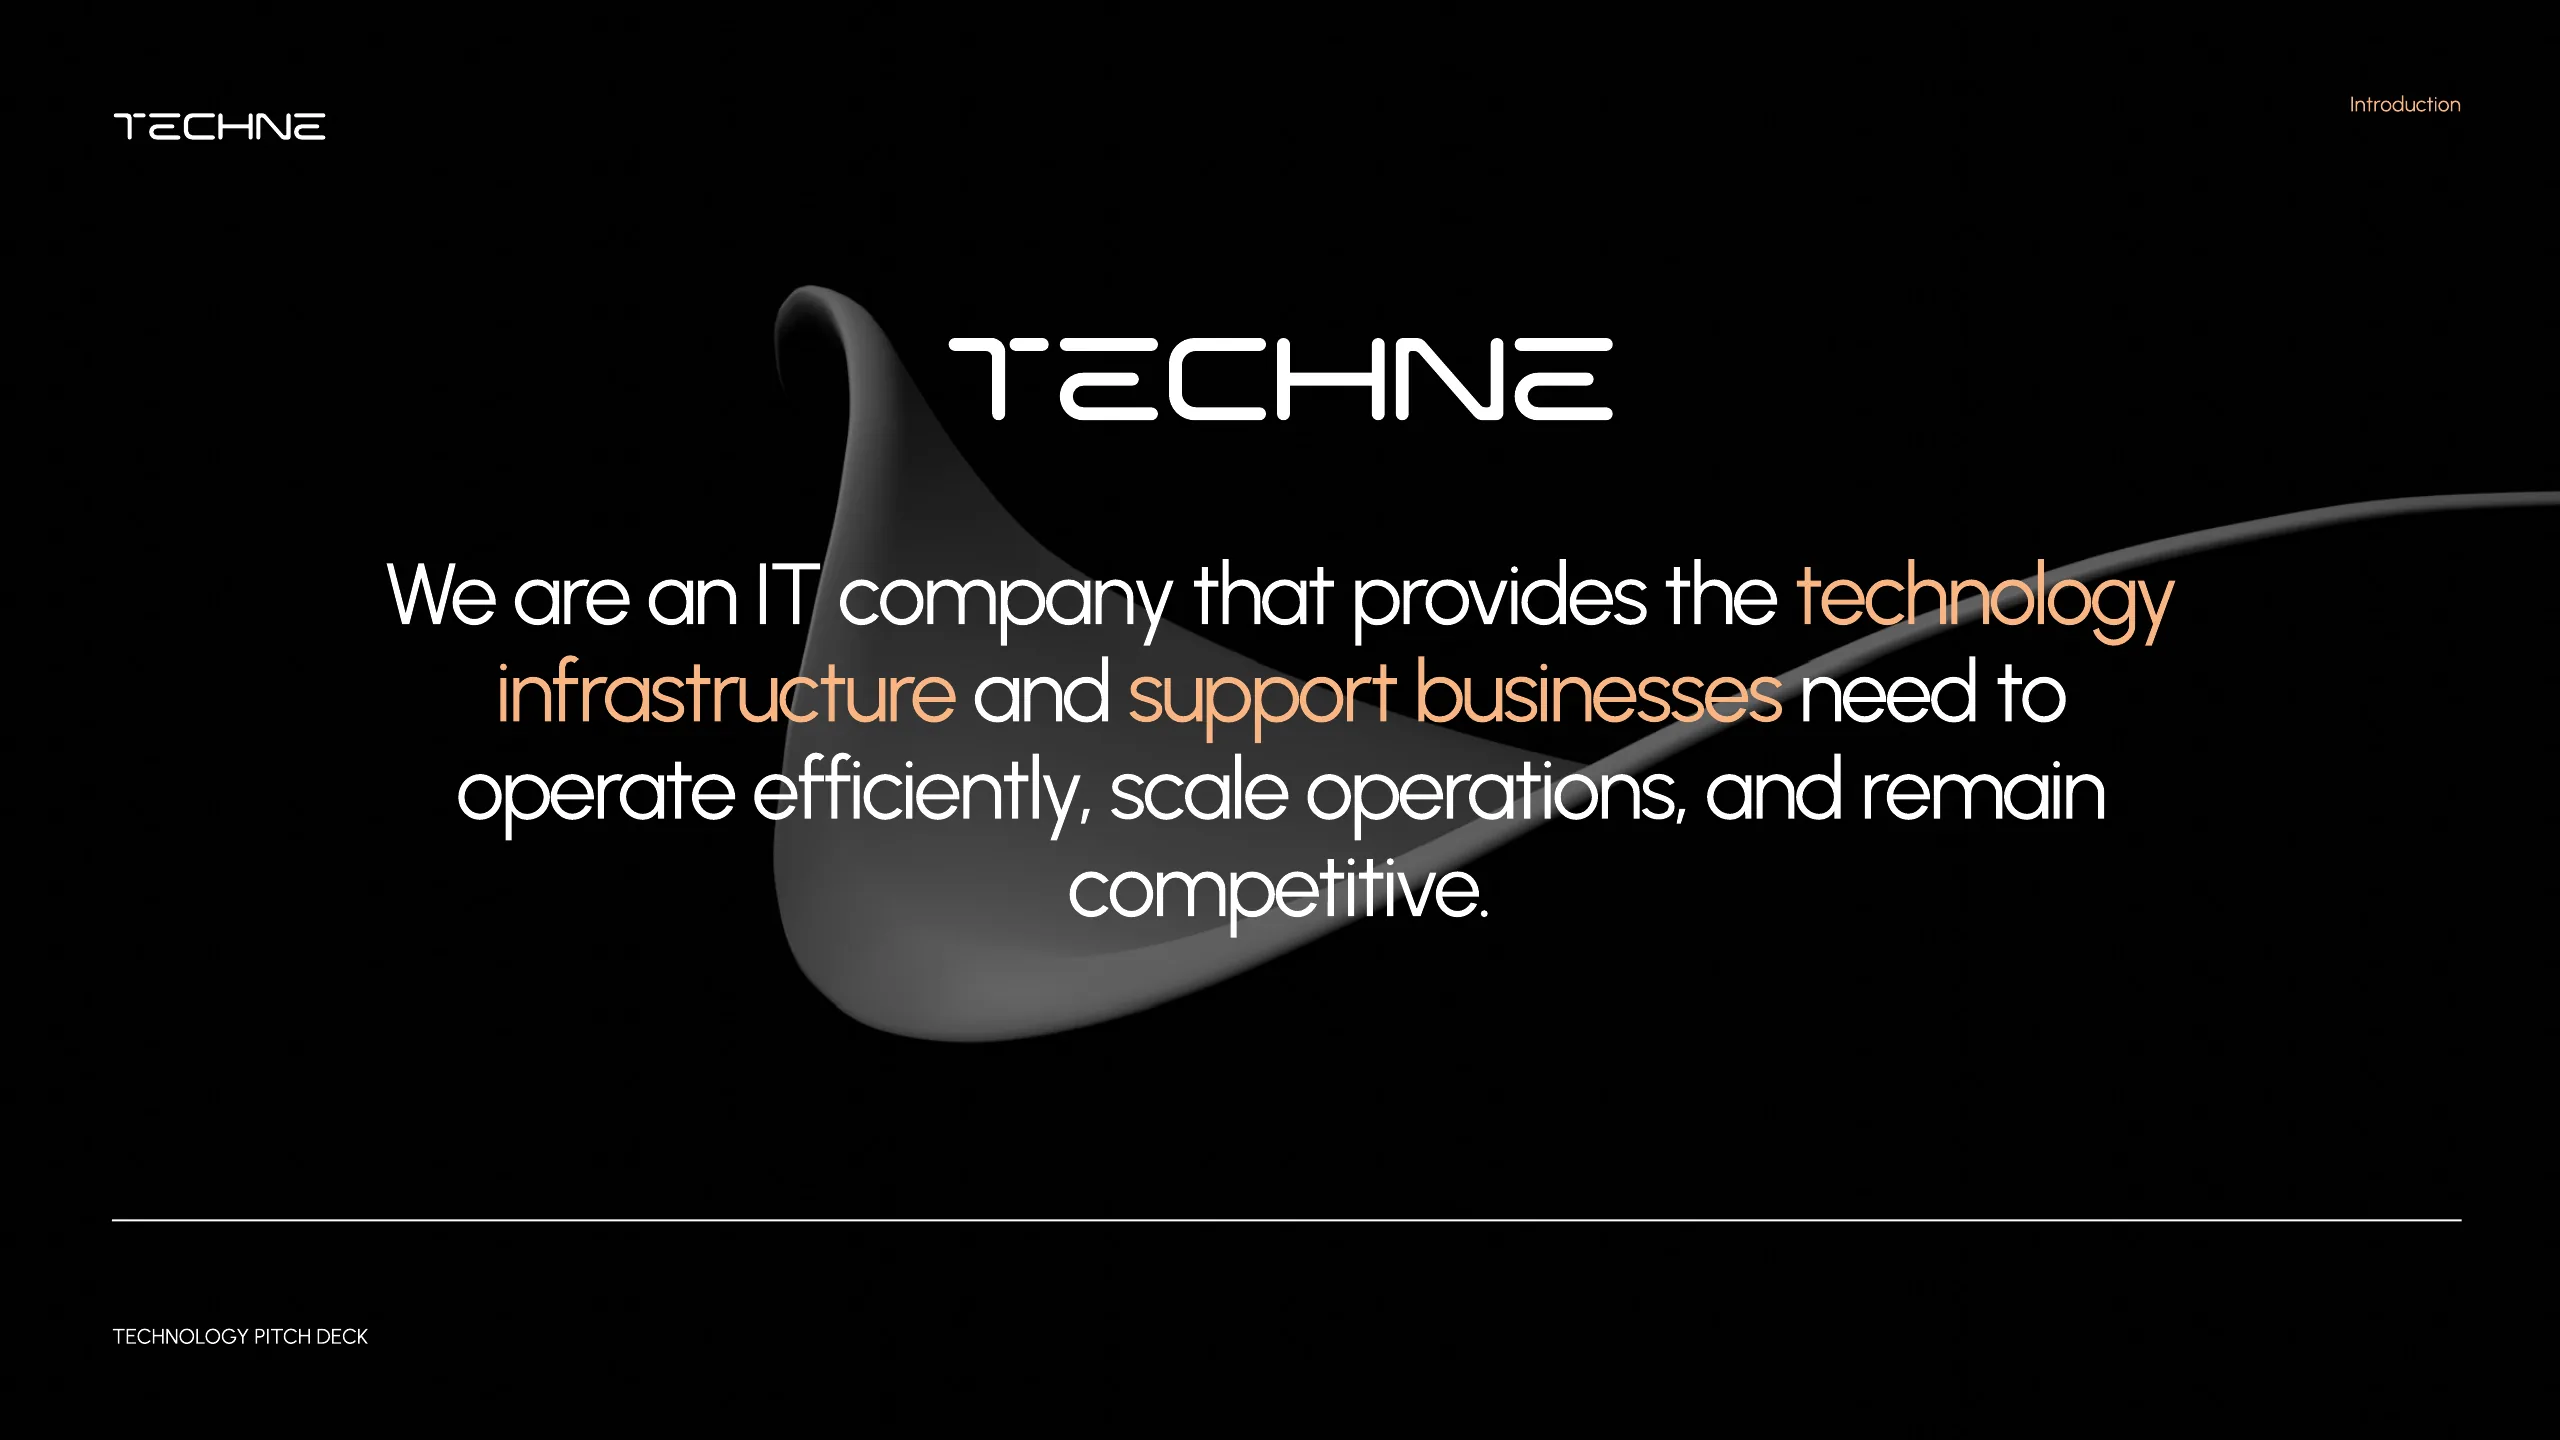 TECHNE
Introduction
TECHNE
We are an IT company that provides the technology
infrastructure and support businesses need to
operate efficiently, scale operations, and remain
competitive.
TECHNOLOGY PITCH DECK